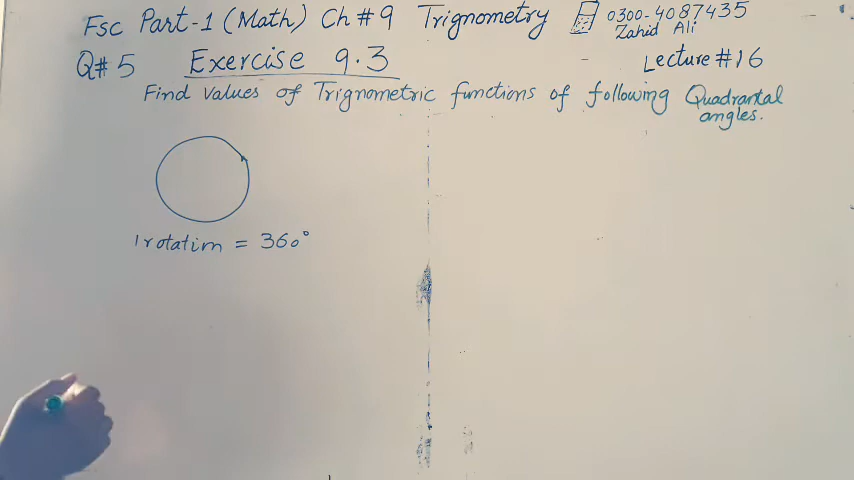 Fsc Part-1 (Math) Ch # 9 Trignometry 0300-4087435
Zahid Ali
Q# 5 Exercise 9.3 Lecture #16
Find values of Trignometric functions of following Quadrantal
angles.
1 rotation = 360°